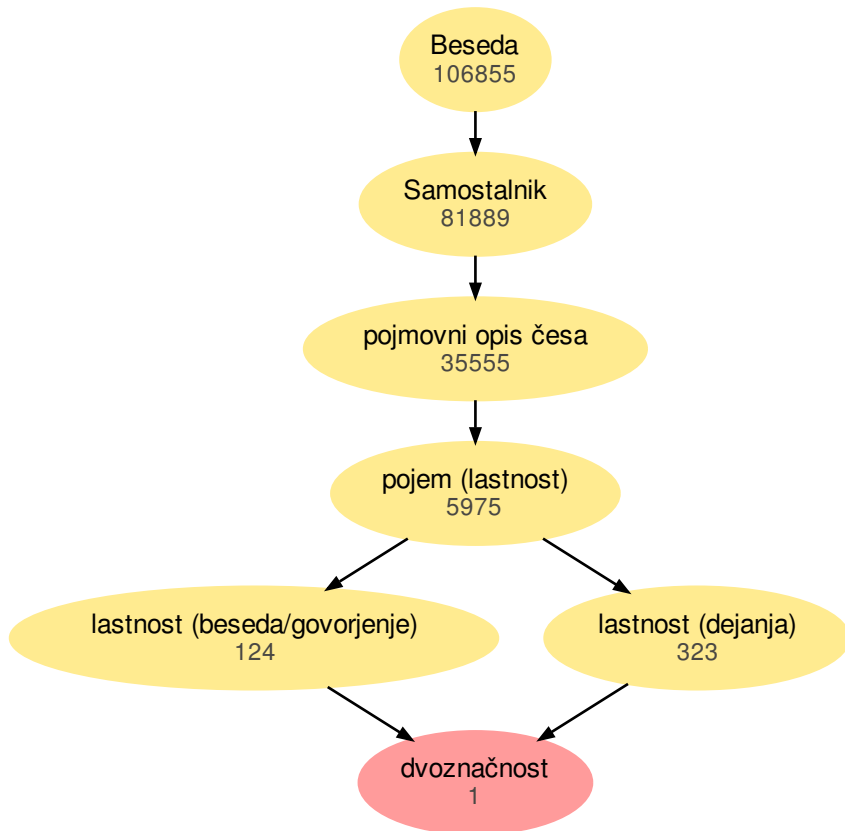 Beseda
106855
Samostalnik
81889
pojmovni opis česa
35555
pojem (lastnost)
5975
lastnost (beseda/govorjenje)
124
lastnost (dejanja)
323
dvoznačnost
1